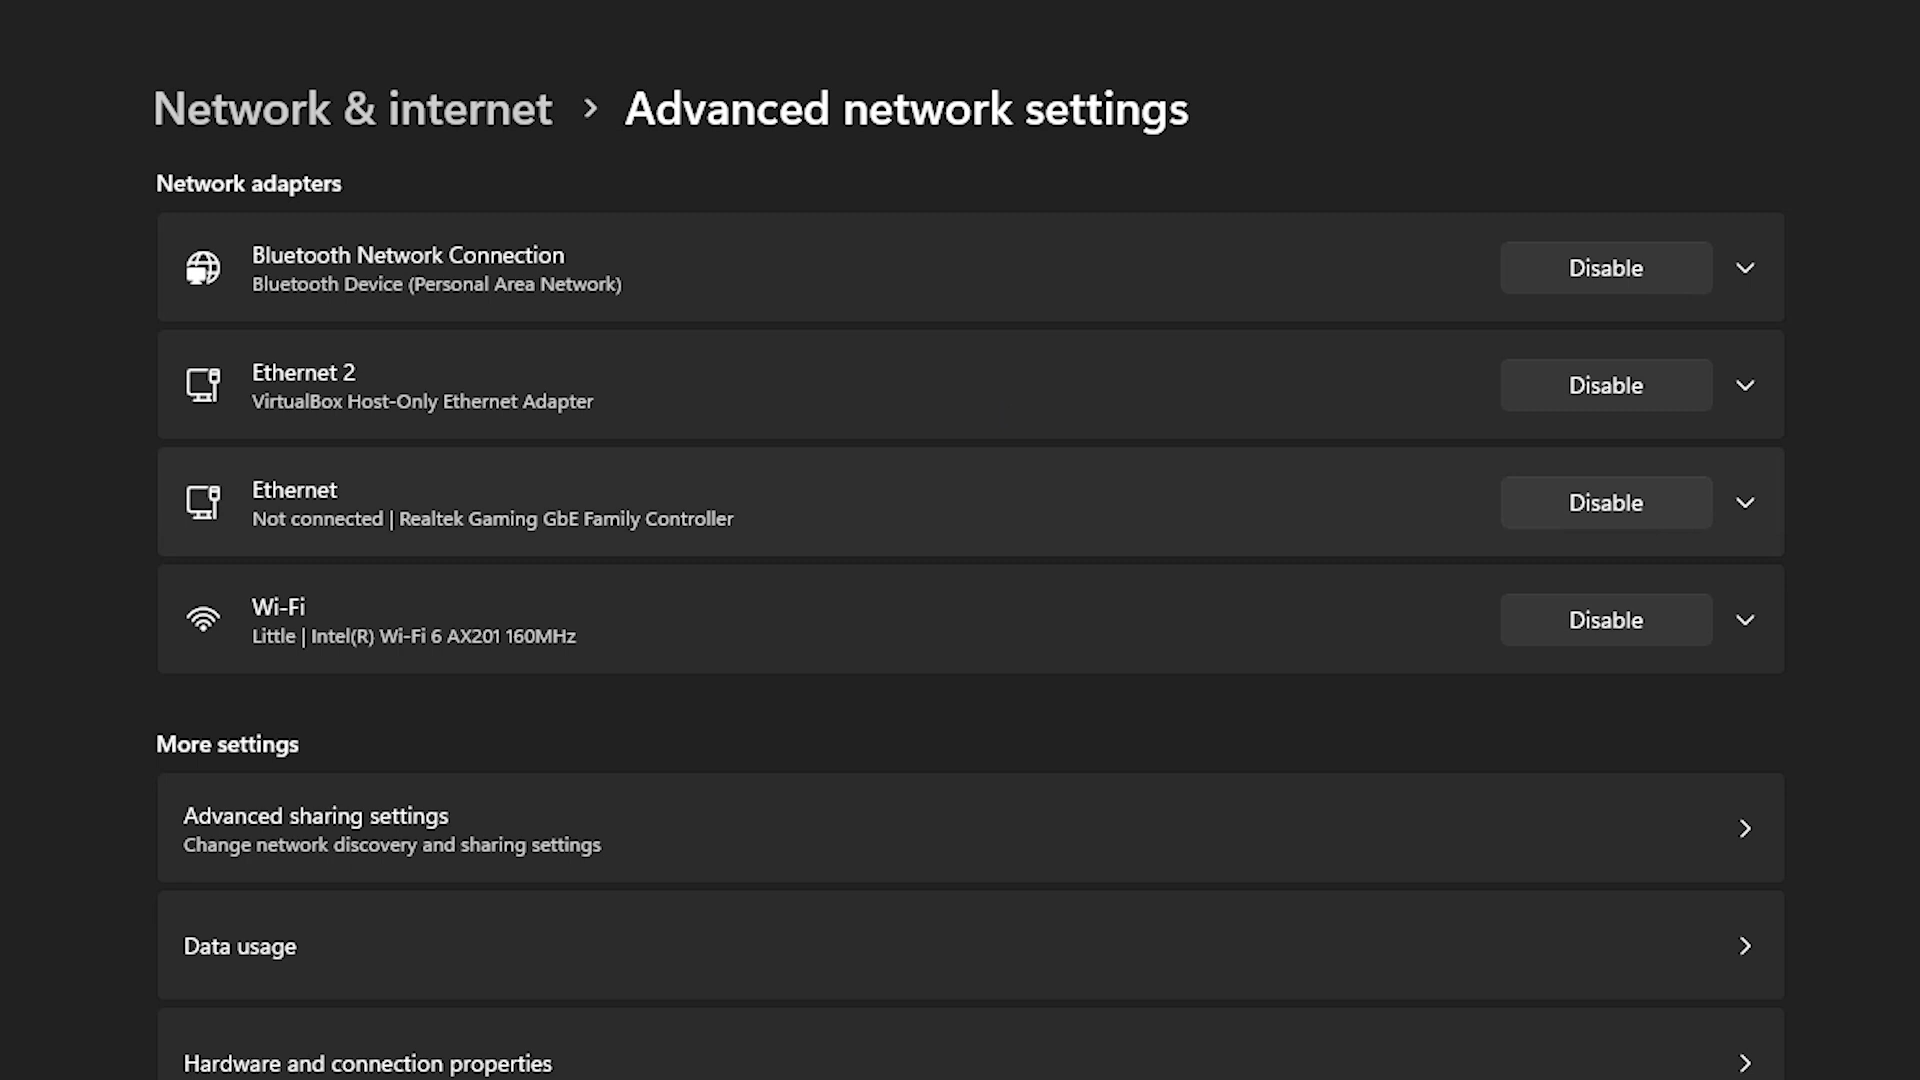 Network & internet > Advanced network settings
Network adapters
Bluetooth Network Connection
Bluetooth Device (Personal Area Network)
Disable
Ethernet 2
VirtualBox Host-Only Ethernet Adapter
Disable
Ethernet
Not connected | Realtek Gaming GbE Family Controller
Disable
Wi-Fi
Little | Intel(R) Wi-Fi 6 AX201 160MHz
Disable
More settings
Advanced sharing settings
Change network discovery and sharing settings
Data usage
Hardware and connection properties